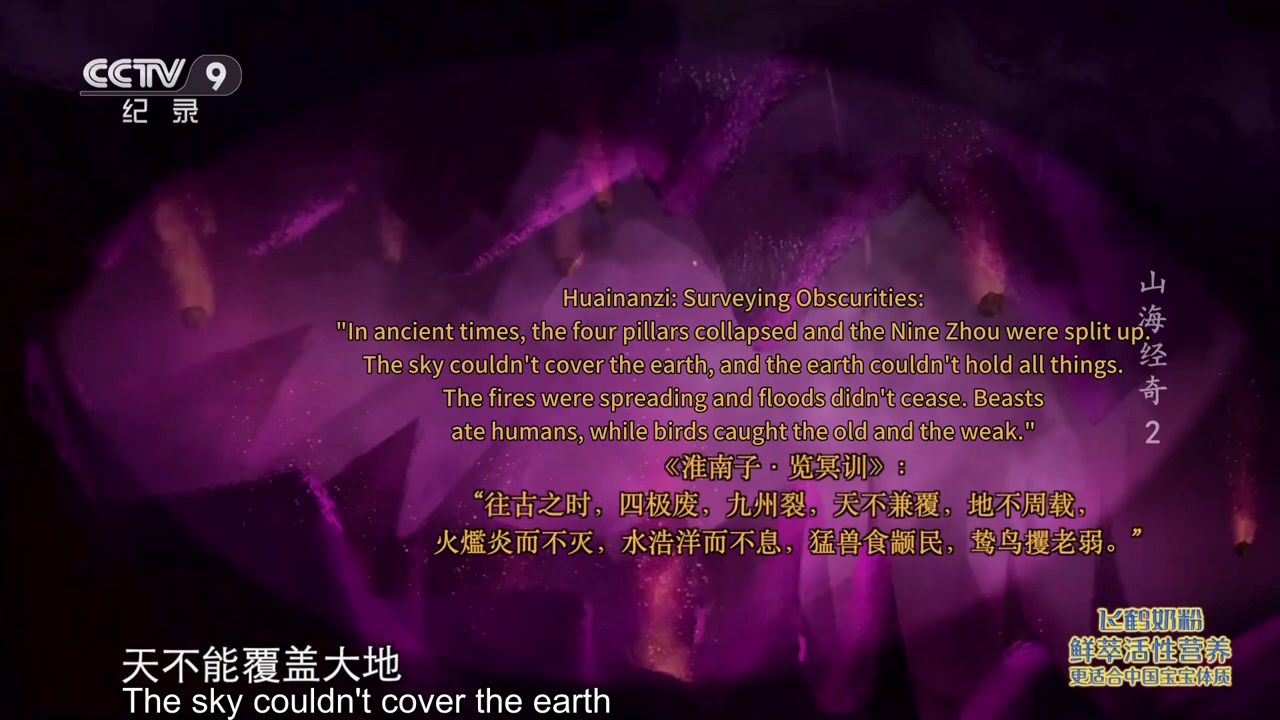 CCTV 9
纪录
Huainanzi: Surveying Obscurities:
"In ancient times, the four pillars collapsed and the Nine Zhou were split up.
The sky couldn't cover the earth, and the earth couldn't hold all things.
The fires were spreading and floods didn't cease. Beasts
ate humans, while birds caught the old and the weak."
《淮南子·览冥训》：
“往古之时，四极废，九州裂，天不兼覆，地不周载，
火爁炎而不灭，水浩洋而不息，猛兽食颛民，鸷鸟攫老弱。”
山海经奇2
飞鹤奶粉
鲜萃活性营养
更适合中国宝宝体质
天不能覆盖大地
The sky couldn't cover the earth